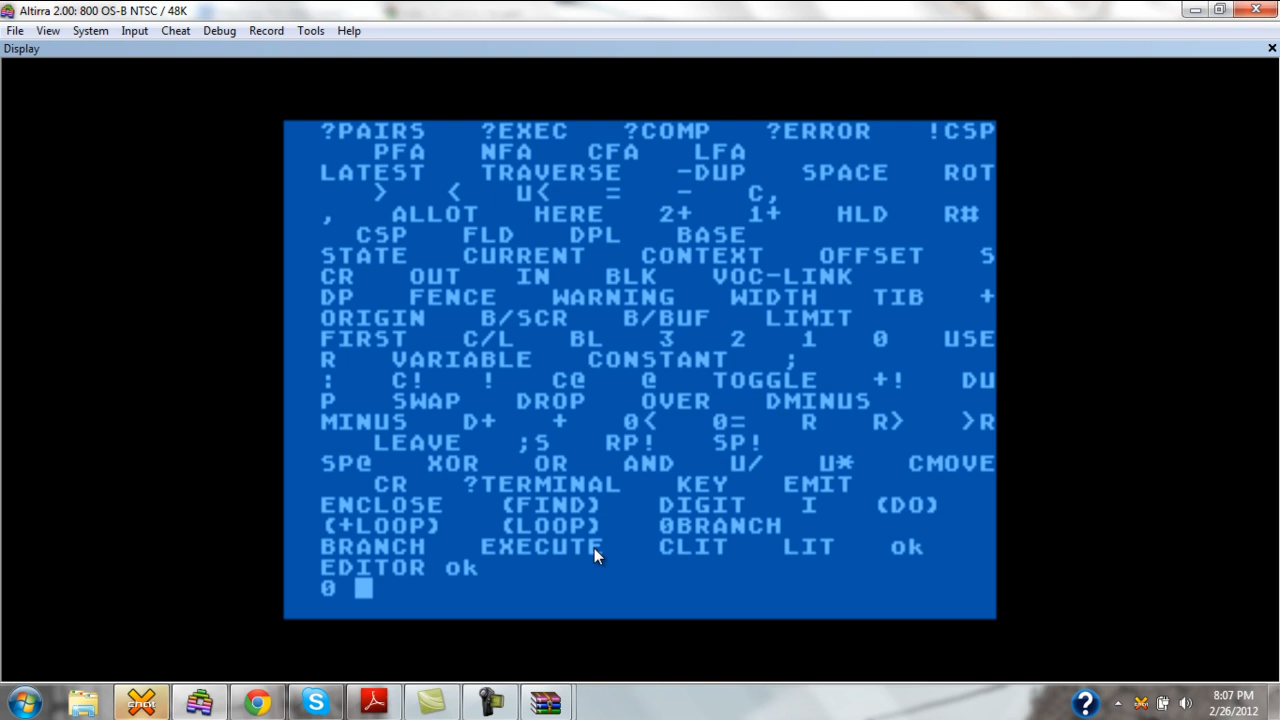 Altirra 2.00: 800 OS-B NTSC / 48K
File View System Input Cheat Debug Record Tools Help
Display
?PAIRS ?EXEC ?COMP ?ERROR !CSP
PFA NFA CFA LFA
LATEST TRAVERSE -DUP SPACE ROT
> < U< = - C,
, ALLOT HERE 2+ 1+ HLD R#
CSP FLD DPL BASE
STATE CURRENT CONTEXT OFFSET S
CR OUT IN BLK VOC-LINK
DP FENCE WARNING WIDTH TIB +
ORIGIN B/SCR B/BUF LIMIT
FIRST C/L BL 3 2 1 0 USE
R VARIABLE CONSTANT ;
: C! ! C@ @ TOGGLE +! DU
P SWAP DROP OVER DMINUS
MINUS D+ + 0< 0= R R> >R
LEAVE ;S RP! SP!
SP@ XOR OR AND U/ U* CMOVE
CR ?TERMINAL KEY EMIT
ENCLOSE (FIND) DIGIT I (DO)
(+LOOP) (LOOP) 0BRANCH
BRANCH EXECUTE CLIT LIT ok
EDITOR ok
0
8:07 PM
2/26/2012